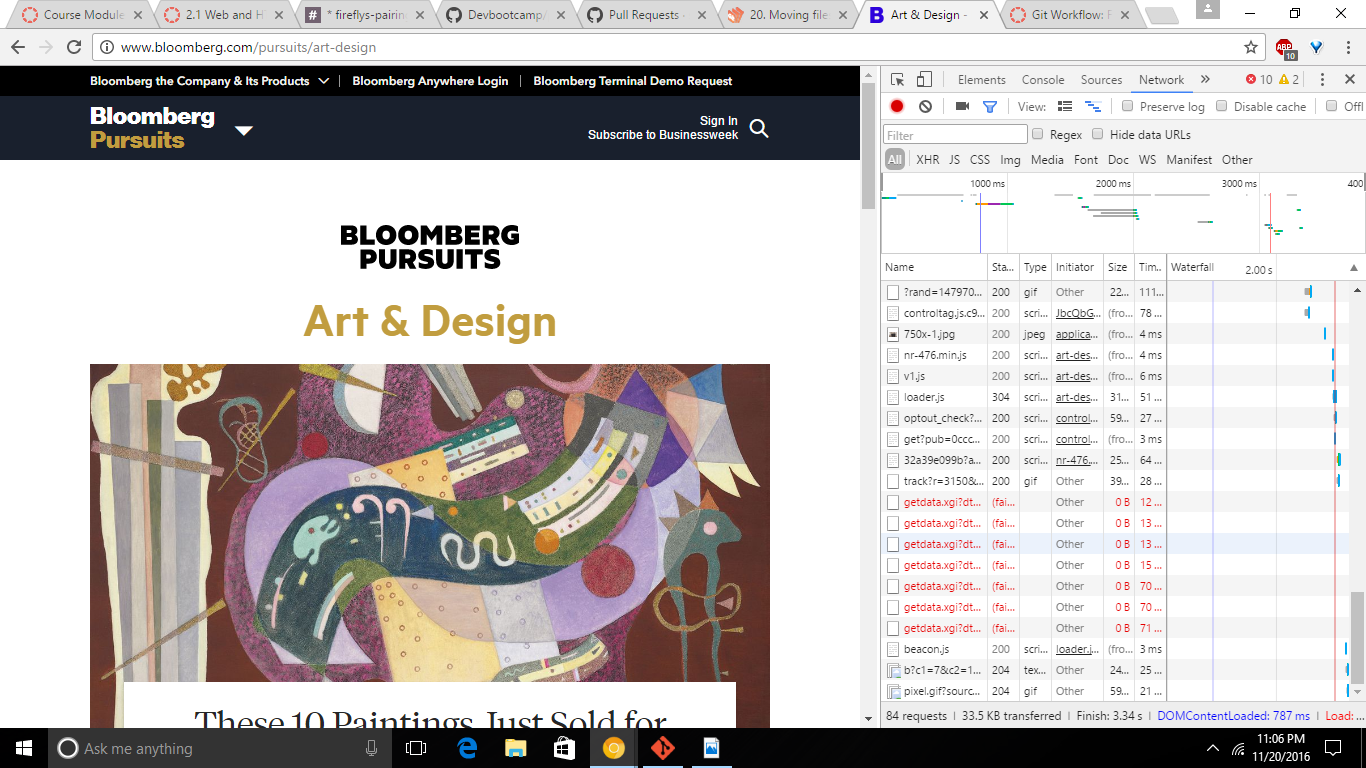 Course Module
2.1 Web and H
* fireflys-pairin
Devbootcamp/
Pull Requests -
20. Moving file
Art & Design -
Git Workflow: F
www.bloomberg.com/pursuits/art-design
ABP
10
Bloomberg the Company & Its Products
Bloomberg Anywhere Login
Bloomberg Terminal Demo Request
Bloomberg
Pursuits
Sign In
Subscribe to Businessweek
BLOOMBERG
PURSUITS
Art & Design
These 10 Paintings Just Sold for
Elements Console Sources Network » 10 2
View: Preserve log Disable cache Offl
Filter Regex Hide data URLs
All XHR JS CSS Img Media Font Doc WS Manifest Other
1000 ms 2000 ms 3000 ms 400
Name Sta... Type Initiator Size Tim.. Waterfall 2.00 s
?rand=147970... 200 gif Other 22... 111...
controltag.js.c9... 200 scri... JbcQbG... (fro... 78 ...
750x-1.jpg 200 jpeg applica... (fro... 4 ms
nr-476.min.js 200 scri... art-des... (fro... 4 ms
v1.js 200 scri... art-des... (fro... 6 ms
loader.js 304 scri... art-des... 31... 51 ...
optout_check?... 200 scri... control... 59... 27 ...
get?pub=0ccc... 200 scri... control... (fro... 3 ms
32a39e099b?a... 200 scri... nr-476.... 25... 64 ...
track?r=3150&... 200 gif Other 39... 28 ...
getdata.xgi?dt... (fai... Other 0 B 12 ...
getdata.xgi?dt... (fai... Other 0 B 13 ...
getdata.xgi?dt... (fai... Other 0 B 13 ...
getdata.xgi?dt... (fai... Other 0 B 15 ...
getdata.xgi?dt... (fai... Other 0 B 70 ...
getdata.xgi?dt... (fai... Other 0 B 70 ...
getdata.xgi?dt... (fai... Other 0 B 71 ...
beacon.js 200 scri... loader.j... (fro... 3 ms
b?c1=7&c2=1... 204 tex... Other 24... 25 ...
pixel.gif?sourc... 204 gif Other 59... 21 ...
84 requests | 33.5 KB transferred | Finish: 3.34 s | DOMContentLoaded: 787 ms | Load: ...
Ask me anything
11:06 PM
11/20/2016